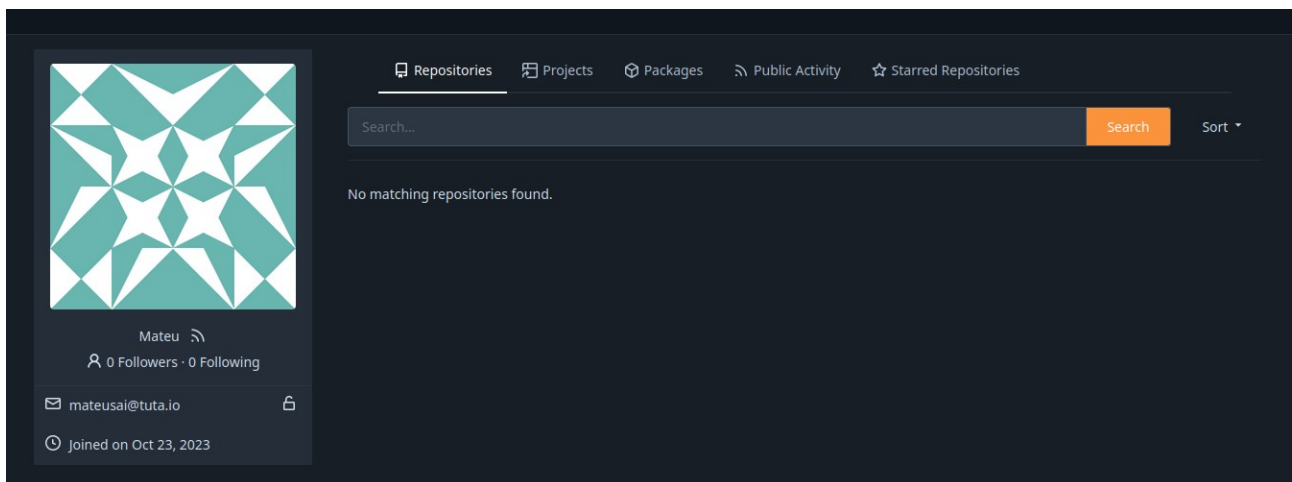 Repositories Projects Packages Public Activity Starred Repositories
Search... Search Sort
No matching repositories found.
Mateu
0 Followers · 0 Following
mateusai@tuta.io
Joined on Oct 23, 2023